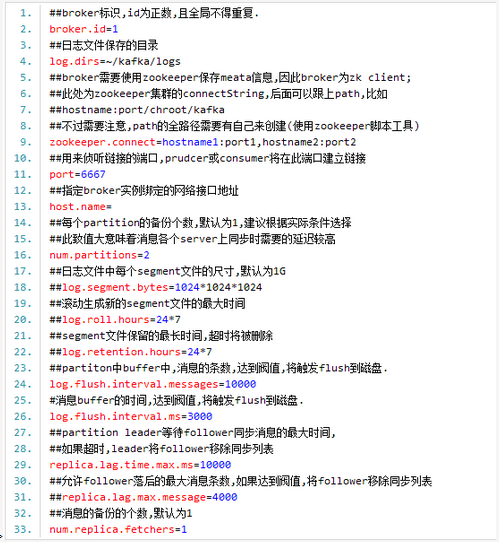 1. ##broker标识,id为正数,且全局不得重复.
2. broker.id=1
3. ##日志文件保存的目录
4. log.dirs=~/kafka/logs
5. ##broker需要使用zookeeper保存meata信息,因此broker为zk client;
6. ##此处为zookeeper集群的connectString,后面可以跟上path,比如
7. ##hostname:port/chroot/kafka
8. ##不过需要注意,path的全路径需要有自己来创建(使用zookeeper脚本工具)
9. zookeeper.connect=hostname1:port1,hostname2:port2
10. ##用来侦听链接的端口,prudcer或consumer将在此端口建立链接
11. port=6667
12. ##指定broker实例绑定的网络接口地址
13. host.name=
14. ##每个partition的备份个数,默认为1,建议根据实际条件选择
15. ##此致值大意味着消息各个server上同步时需要的延迟较高
16. num.partitions=2
17. ##日志文件中每个segment文件的尺寸,默认为1G
18. ##log.segment.bytes=1024*1024*1024
19. ##滚动生成新的segment文件的最大时间
20. ##log.roll.hours=24*7
21. ##segment文件保留的最长时间,超时将被删除
22. ##log.retention.hours=24*7
23. ##partiton中buffer中,消息的条数,达到阀值,将触发flush到磁盘.
24. log.flush.interval.messages=10000
25. #消息buffer的时间,达到阀值,将触发flush到磁盘.
26. log.flush.interval.ms=3000
27. ##partition leader等待follower同步消息的最大时间,
28. ##如果超时,leader将follower移除同步列表
29. replica.lag.time.max.ms=10000
30. ##允许follower落后的最大消息条数,如果达到阀值,将follower移除同步列表
31. ##replica.lag.max.message=4000
32. ##消息的备份的个数,默认为1
33. num.replica.fetchers=1